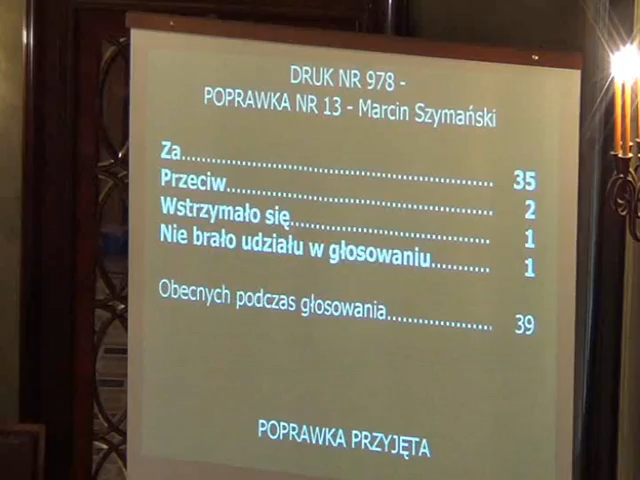 DRUK NR 978 -
POPRAWKA NR 13 - Marcin Szymański
Za................................................................ 35
Przeciw....................................................... 2
Wstrzymało się......................................... 1
Nie brało udziału w głosowaniu............ 1
Obecnych podczas głosowania..................... 39
POPRAWKA PRZYJĘTA